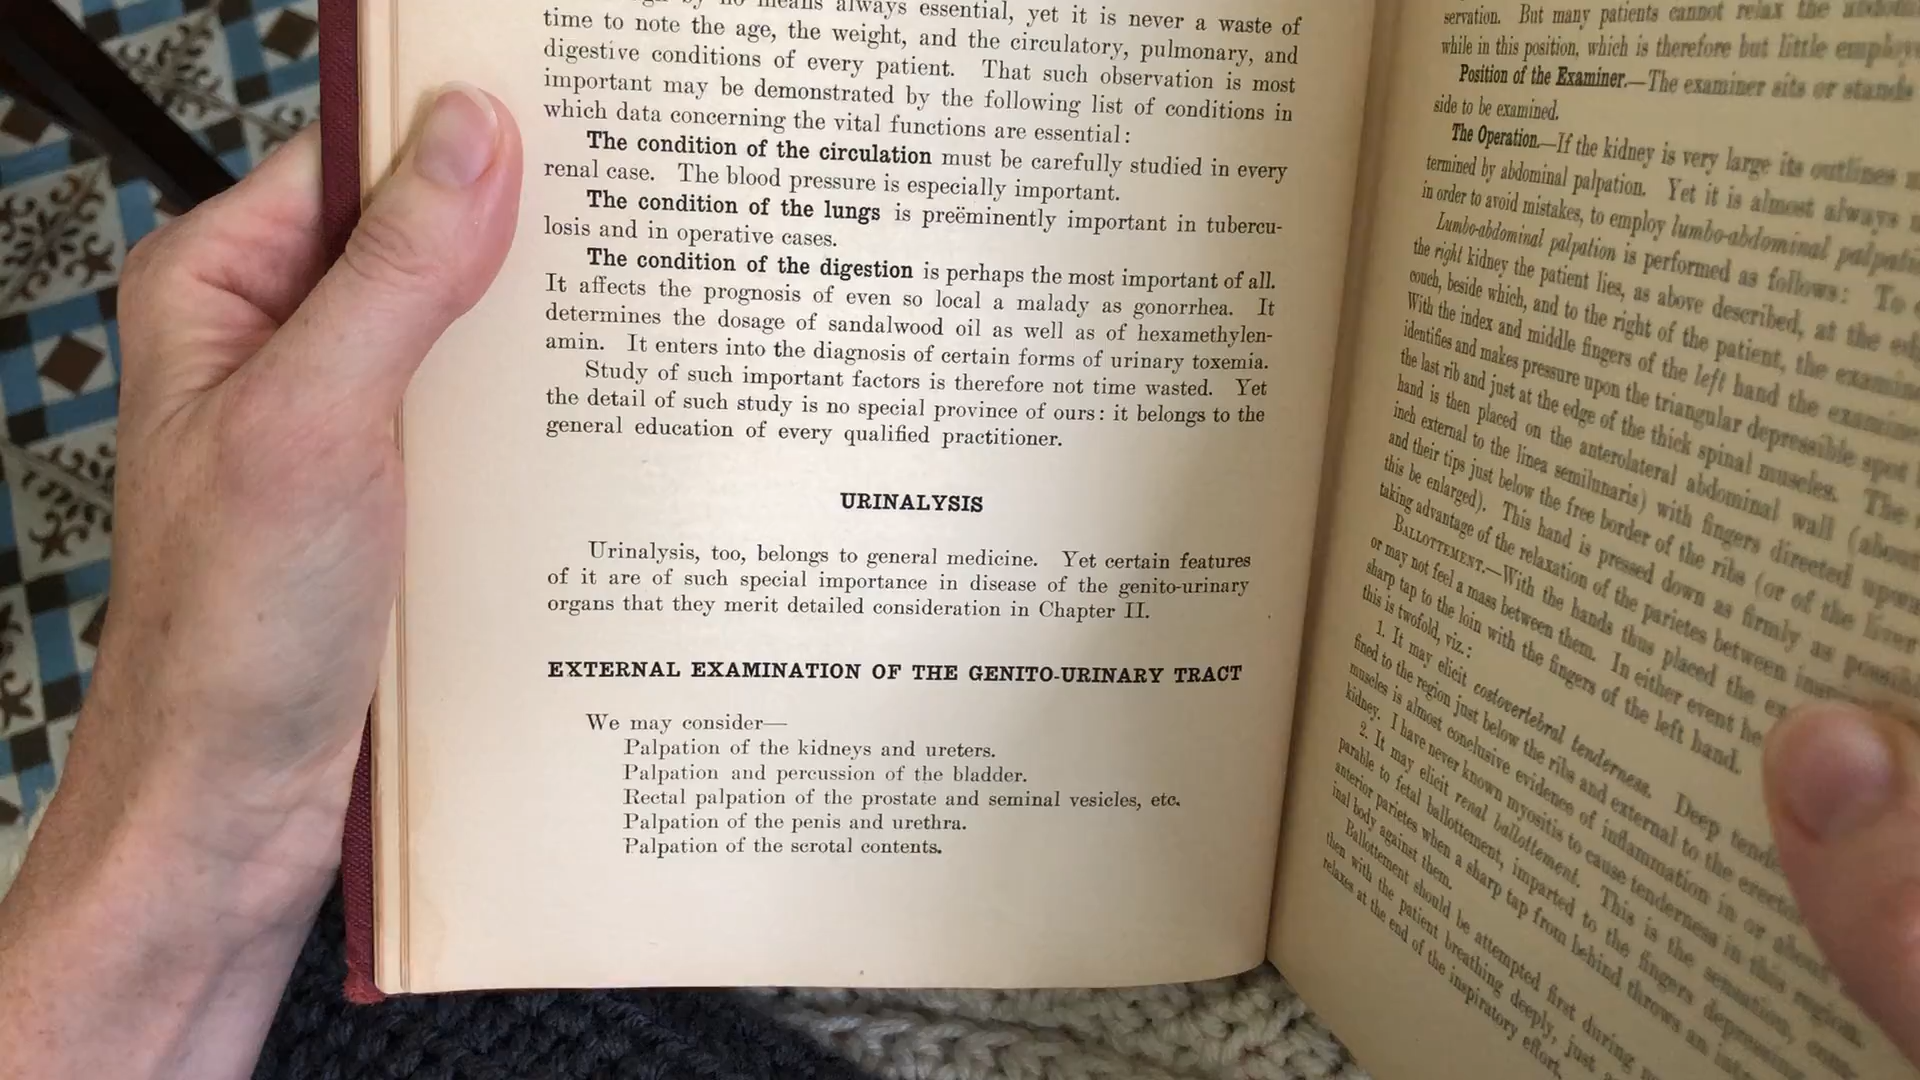 by no means always essential, yet it is never a waste of
time to note the age, the weight, and the circulatory, pulmonary, and
digestive conditions of every patient. That such observation is most
important may be demonstrated by the following list of conditions in
which data concerning the vital functions are essential:
The condition of the circulation must be carefully studied in every
renal case. The blood pressure is especially important.
The condition of the lungs is preëminently important in tubercu-
losis and in operative cases.
The condition of the digestion is perhaps the most important of all.
It affects the prognosis of even so local a malady as gonorrhea. It
determines the dosage of sandalwood oil as well as of hexamethylen-
amin. It enters into the diagnosis of certain forms of urinary toxemia.
Study of such important factors is therefore not time wasted. Yet
the detail of such study is no special province of ours: it belongs to the
general education of every qualified practitioner.
URINALYSIS
Urinalysis, too, belongs to general medicine. Yet certain features
of it are of such special importance in disease of the genito-urinary
organs that they merit detailed consideration in Chapter II.
EXTERNAL EXAMINATION OF THE GENITO-URINARY TRACT
We may consider—
Palpation of the kidneys and ureters.
Palpation and percussion of the bladder.
Rectal palpation of the prostate and seminal vesicles, etc.
Palpation of the penis and urethra.
Palpation of the scrotal contents.
servation. But many patients cannot relax the
while in this position, which is therefore but little
Position of the Examiner.—The examiner sits or stands
side to be examined.
The Operation.—If the kidney is very large its outlines
termined by abdominal palpation. Yet it is almost always
in order to avoid mistakes, to employ lumbo-abdominal
Lumbo-abdominal palpation is performed as follows: To
the right kidney the patient lies, as above described, at the
couch, beside which, and to the right of the patient, the
With the index and middle fingers of the left hand the
identifies and makes pressure upon the triangular depressible spot
the last rib and just at the edge of the thick spinal muscles. The
hand is then placed on the anterolateral abdominal wall (about
inch external to the linea semilunaris) with fingers directed
and their tips just below the free border of the ribs (or of the liver
this be enlarged). This hand is pressed down as firmly as
taking advantage of the relaxation of the parietes between
BALLOTTEMENT.—With the hands thus placed the
or may not feel a mass between them. In either event he
sharp tap to the loin with the fingers of the left hand.
this is twofold, viz.:
1. It may elicit costovertebral tenderness. Deep
fined to the region just below the ribs and external to the
muscles is almost conclusive evidence of inflammation in or about
kidney. I have never known myositis to cause tenderness in this region.
2. It may elicit renal ballottement. This is the sensation,
parable to fetal ballottement, imparted to the fingers
anterior parietes when a sharp tap from behind throws an
inal body against them.
Ballottement should be attempted first during
then with the patient breathing deeply, just
relaxes at the end of the inspiratory effort.